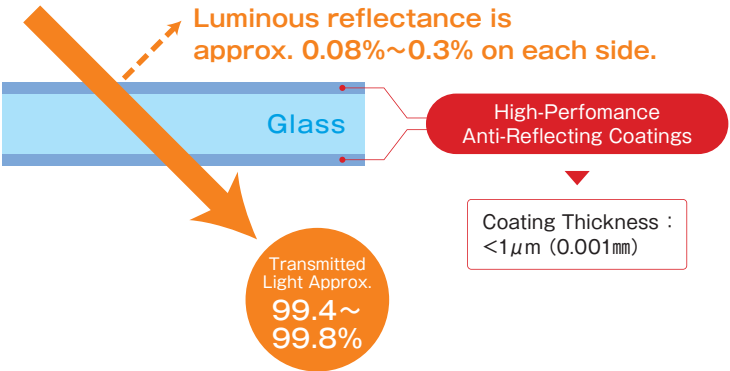 Luminous reflectance is
approx. 0.08%～0.3% on each side.
Glass
High-Perfomance
Anti-Reflecting Coatings
Coating Thickness：
<1μm (0.001㎜)
Transmitted
Light Approx.
99.4～
99.8%